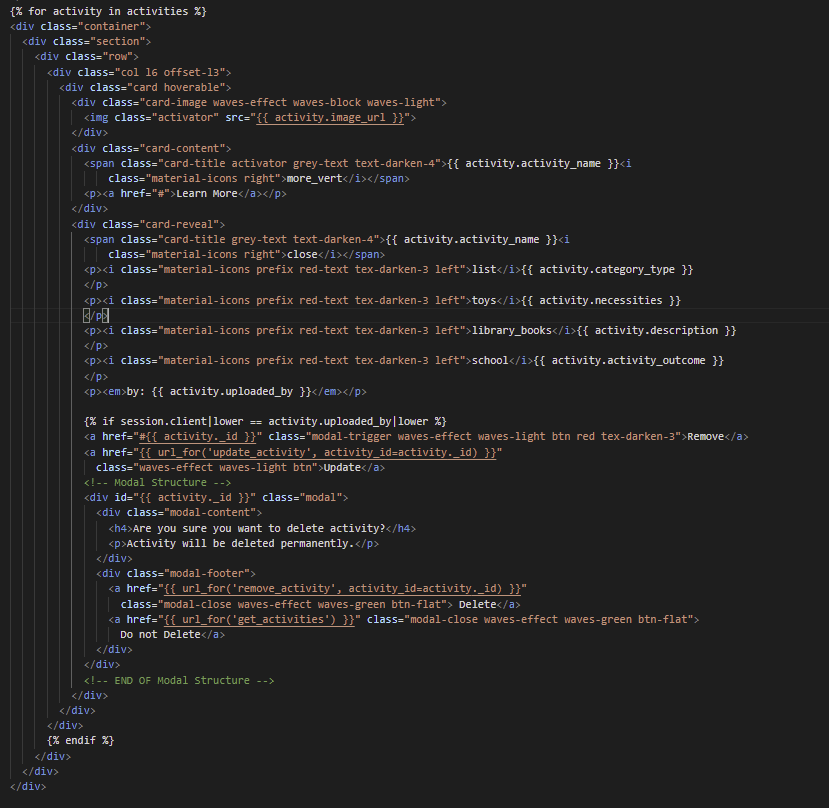 {% for activity in activities %}
<div class="container">
<div class="section">
<div class="row">
<div class="col l6 offset-l3">
<div class="card hoverable">
<div class="card-image waves-effect waves-block waves-light">
<img class="activator" src="{{ activity.image_url }}">
</div>
<div class="card-content">
<span class="card-title activator grey-text text-darken-4">{{ activity.activity_name }}<i
class="material-icons right">more_vert</i></span>
<p><a href="#">Learn More</a></p>
</div>
<div class="card-reveal">
<span class="card-title grey-text text-darken-4">{{ activity.activity_name }}<i
class="material-icons right">close</i></span>
<p><i class="material-icons prefix red-text tex-darken-3 left">list</i>{{ activity.category_type }}
</p>
<p><i class="material-icons prefix red-text tex-darken-3 left">toys</i>{{ activity.necessities }}
</p>
<p><i class="material-icons prefix red-text tex-darken-3 left">library_books</i>{{ activity.description }}
</p>
<p><i class="material-icons prefix red-text tex-darken-3 left">school</i>{{ activity.activity_outcome }}
</p>
<p><em>by: {{ activity.uploaded_by }}</em></p>
{% if session.client|lower == activity.uploaded_by|lower %}
<a href="#{{ activity._id }}" class="modal-trigger waves-effect waves-light btn red tex-darken-3">Remove</a>
<a href="{{ url_for('update_activity', activity_id=activity._id) }}"
class="waves-effect waves-light btn">Update</a>
<!-- Modal Structure -->
<div id="{{ activity._id }}" class="modal">
<div class="modal-content">
<h4>Are you sure you want to delete activity?</h4>
<p>Activity will be deleted permanently.</p>
</div>
<div class="modal-footer">
<a href="{{ url_for('remove_activity', activity_id=activity._id) }}"
class="modal-close waves-effect waves-green btn-flat"> Delete</a>
<a href="{{ url_for('get_activities') }}" class="modal-close waves-effect waves-green btn-flat">
Do not Delete</a>
</div>
</div>
<!-- END OF Modal Structure -->
</div>
</div>
</div>
{% endif %}
</div>
</div>
</div>